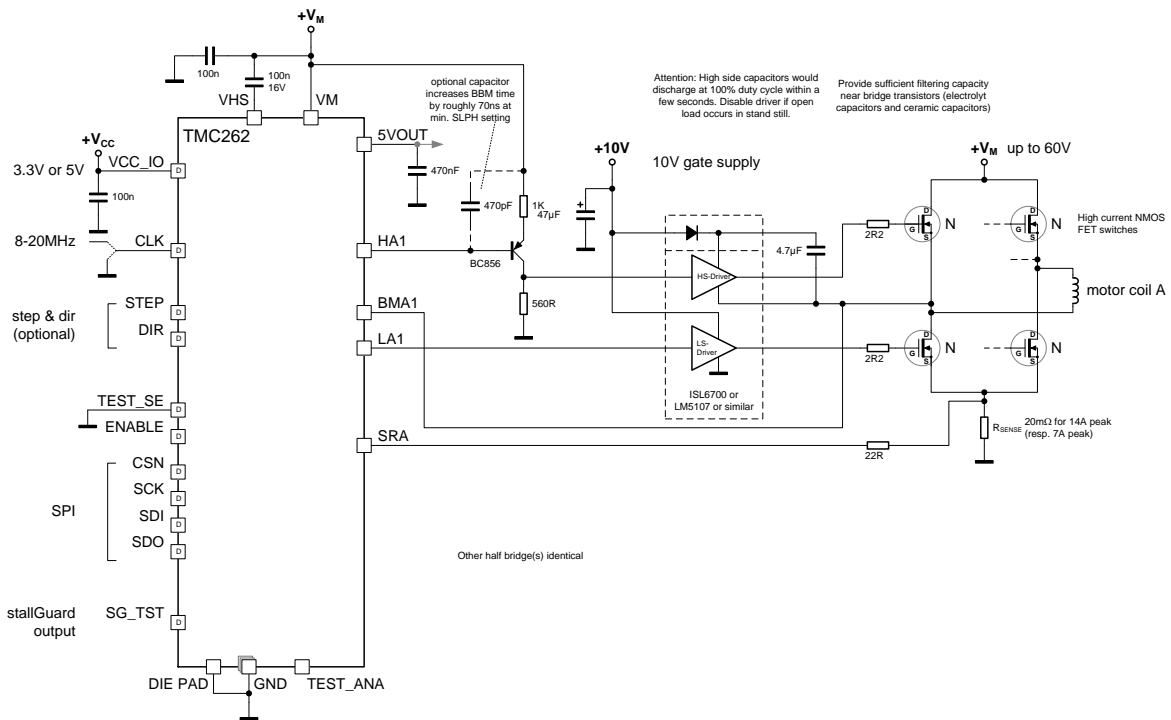 +VM
100n
100n
16V
VHS
VM
optional capacitor
increases BBM time
by roughly 70ns at
min. SLPH setting
Attention: High side capacitors would
discharge at 100% duty cycle within a
few seconds. Disable driver if open
load occurs in stand still.
Provide sufficient filtering capacity
near bridge transistors (electrolyt
capacitors and ceramic capacitors)
TMC262
+VCC
3.3V or 5V
VCC_IO
D
100n
5VOUT
470nF
470pF
1K
47µF
+
+10V
10V gate supply
+VM up to 60V
8-20MHz
CLK
D
HA1
BC856
560R
HS-Driver
4.7µF
2R2
D
G
S
N
D
G
S
N
High current NMOS
FET switches
motor coil A
step & dir
(optional)
STEP
D
DIR
D
BMA1
LA1
LS-
Driver
2R2
D
G
S
N
D
G
S
N
ISL6700 or
LM5107 or similar
TEST_SE
D
ENABLE
D
SRA
22R
RSENSE
20mΩ for 14A peak
(resp. 7A peak)
SPI
CSN
D
SCK
D
SDI
D
SDO
D
Other half bridge(s) identical
stallGuard
output
SG_TST
D
DIE PAD
GND
TEST_ANA